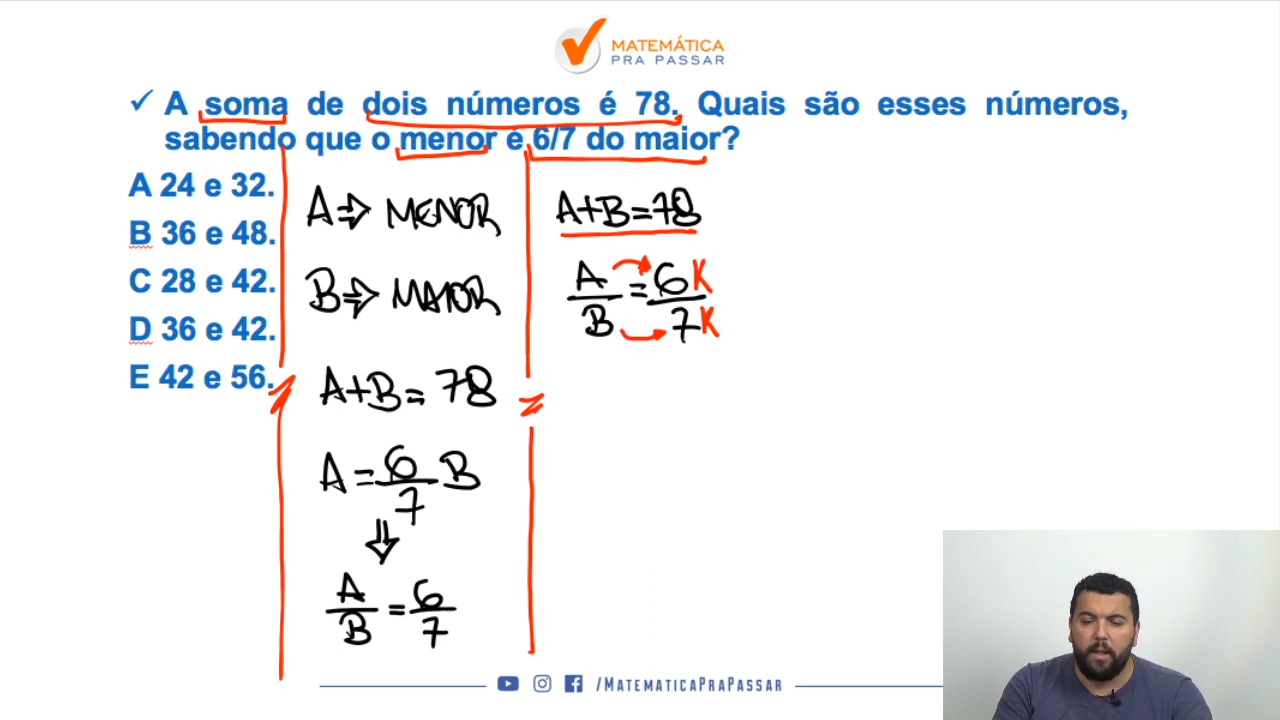 MATEMÁTICA
PRA PASSAR
✓ A soma de dois números é 78. Quais são esses números,
sabendo que o menor é 6/7 do maior?
A 24 e 32.
B 36 e 48.
C 28 e 42.
D 36 e 42.
E 42 e 56.
A ⇒ MENOR
B ⇒ MAIOR
A+B = 78
A = 6/7 B
⇓
A/B = 6/7
A+B=78
A/B = 6K/7K
/MATEMATICAPRAPASSAR